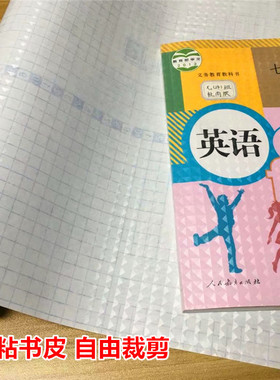 义务教育教科书
七
英语
人民教育出版社
粘书皮 自由裁剪